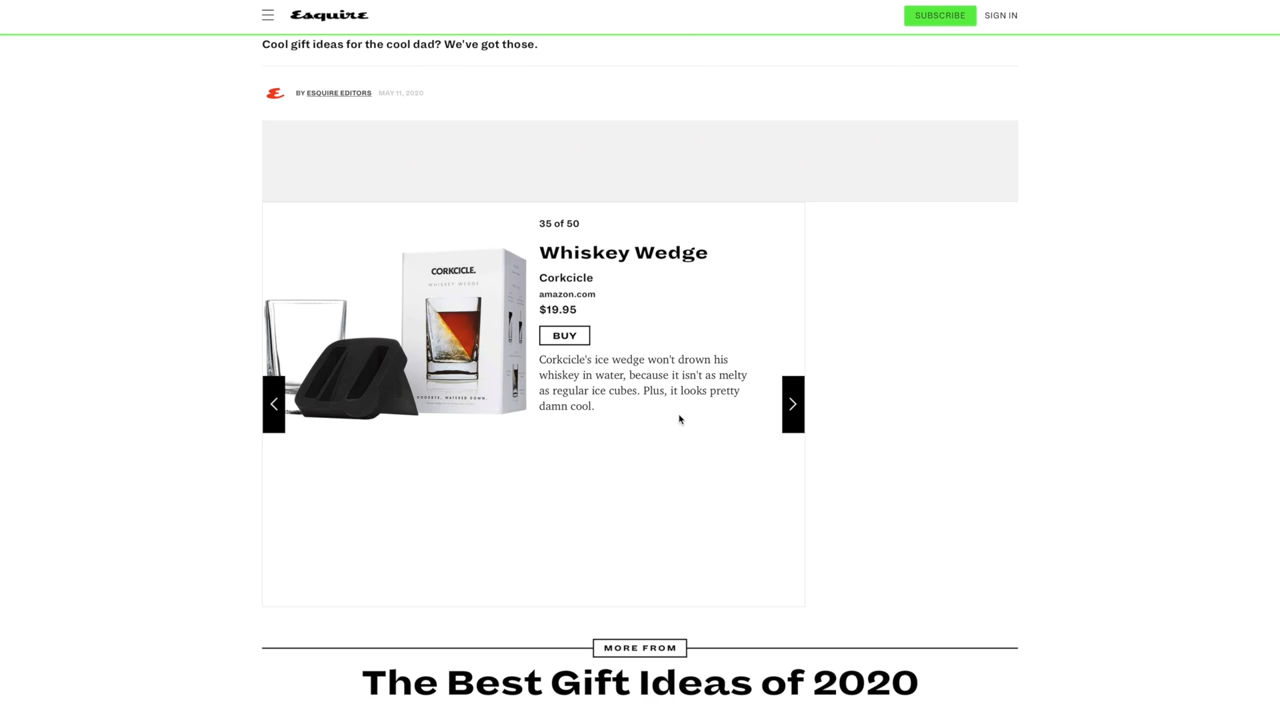 Esquire
SUBSCRIBE
SIGN IN
Cool gift ideas for the cool dad? We've got those.
BY ESQUIRE EDITORS MAY 11, 2020
35 of 50
Whiskey Wedge
Corkcicle
amazon.com
$19.95
BUY
Corkcicle's ice wedge won't drown his
whiskey in water, because it isn't as melty
as regular ice cubes. Plus, it looks pretty
damn cool.
CORKCICLE.
WHISKEY WEDGE
MORE FROM
The Best Gift Ideas of 2020